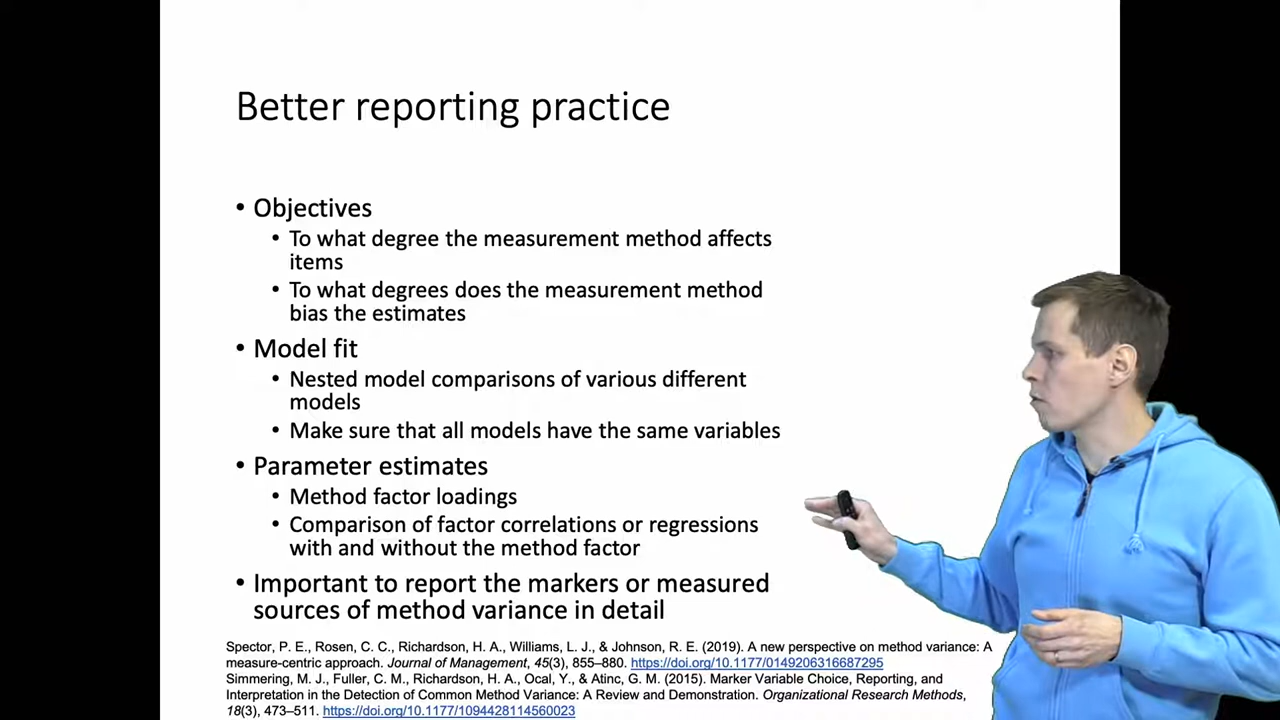 Better reporting practice
• Objectives
• To what degree the measurement method affects
items
• To what degrees does the measurement method
bias the estimates
• Model fit
• Nested model comparisons of various different
models
• Make sure that all models have the same variables
• Parameter estimates
• Method factor loadings
• Comparison of factor correlations or regressions
with and without the method factor
• Important to report the markers or measured
sources of method variance in detail
Spector, P. E., Rosen, C. C., Richardson, H. A., Williams, L. J., & Johnson, R. E. (2019). A new perspective on method variance: A
measure-centric approach. Journal of Management, 45(3), 855–880. https://doi.org/10.1177/0149206316687295
Simmering, M. J., Fuller, C. M., Richardson, H. A., Ocal, Y., & Atinc, G. M. (2015). Marker Variable Choice, Reporting, and
Interpretation in the Detection of Common Method Variance: A Review and Demonstration. Organizational Research Methods,
18(3), 473–511. https://doi.org/10.1177/1094428114560023